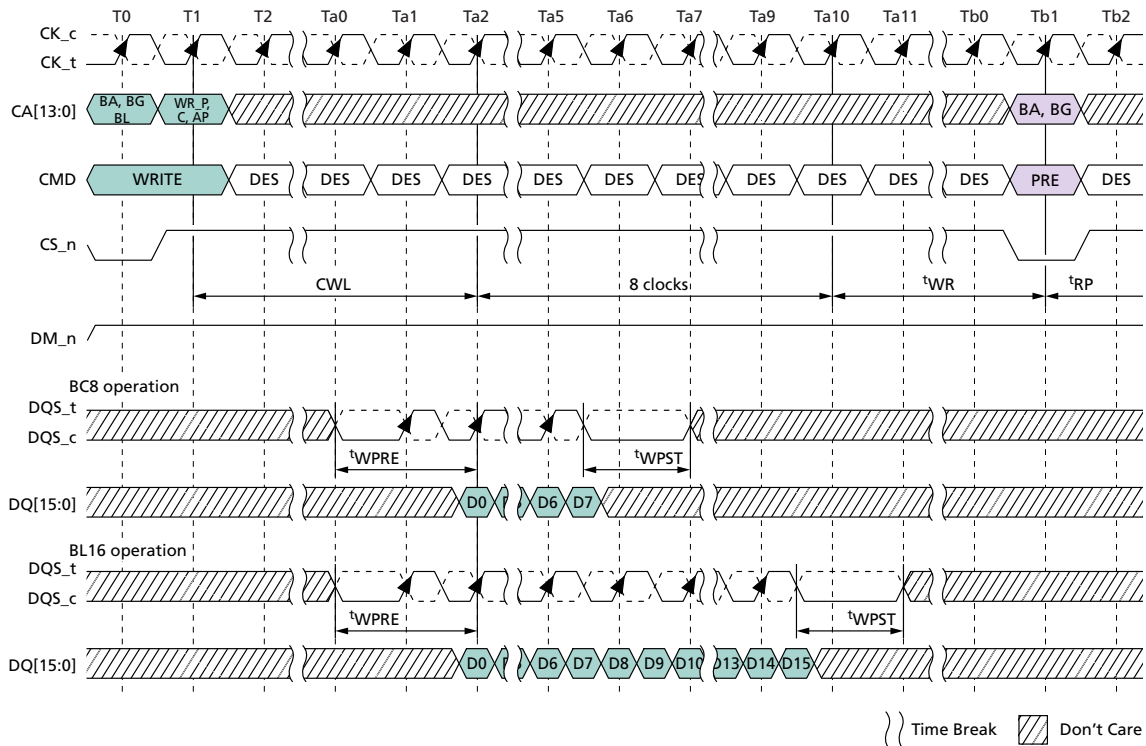 T0 T1 T2 Ta0 Ta1 Ta2 Ta5 Ta6 Ta7 Ta9 Ta10 Ta11 Tb0 Tb1 Tb2
CK_c
CK_t
CA[13:0] BA, BG BL WR_P, C, AP BA, BG
CMD WRITE DES DES DES DES DES DES DES DES DES DES DES PRE DES
CS_n
CWL 8 clocks tWR tRP
DM_n
BC8 operation
DQS_t
DQS_c
tWPRE tWPST
DQ[15:0] D0 D6 D7
BL16 operation
DQS_t
DQS_c
tWPRE tWPST
DQ[15:0] D0 D6 D7 D8 D9 D10 D13 D14 D15
Time Break Don't Care